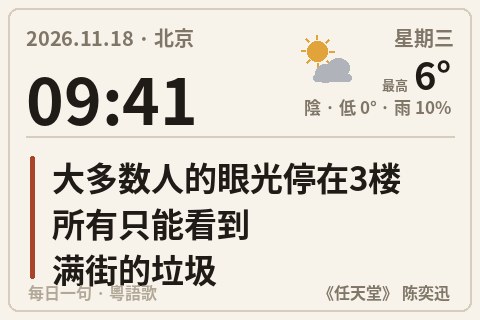 2026.11.18 · 北京
星期三
09:41
最高 6°
陰 · 低 0° · 雨 10%
大多数人的眼光停在3楼
所有只能看到
满街的垃圾
每日一句 · 粵語歌
《任天堂》 陈奕迅